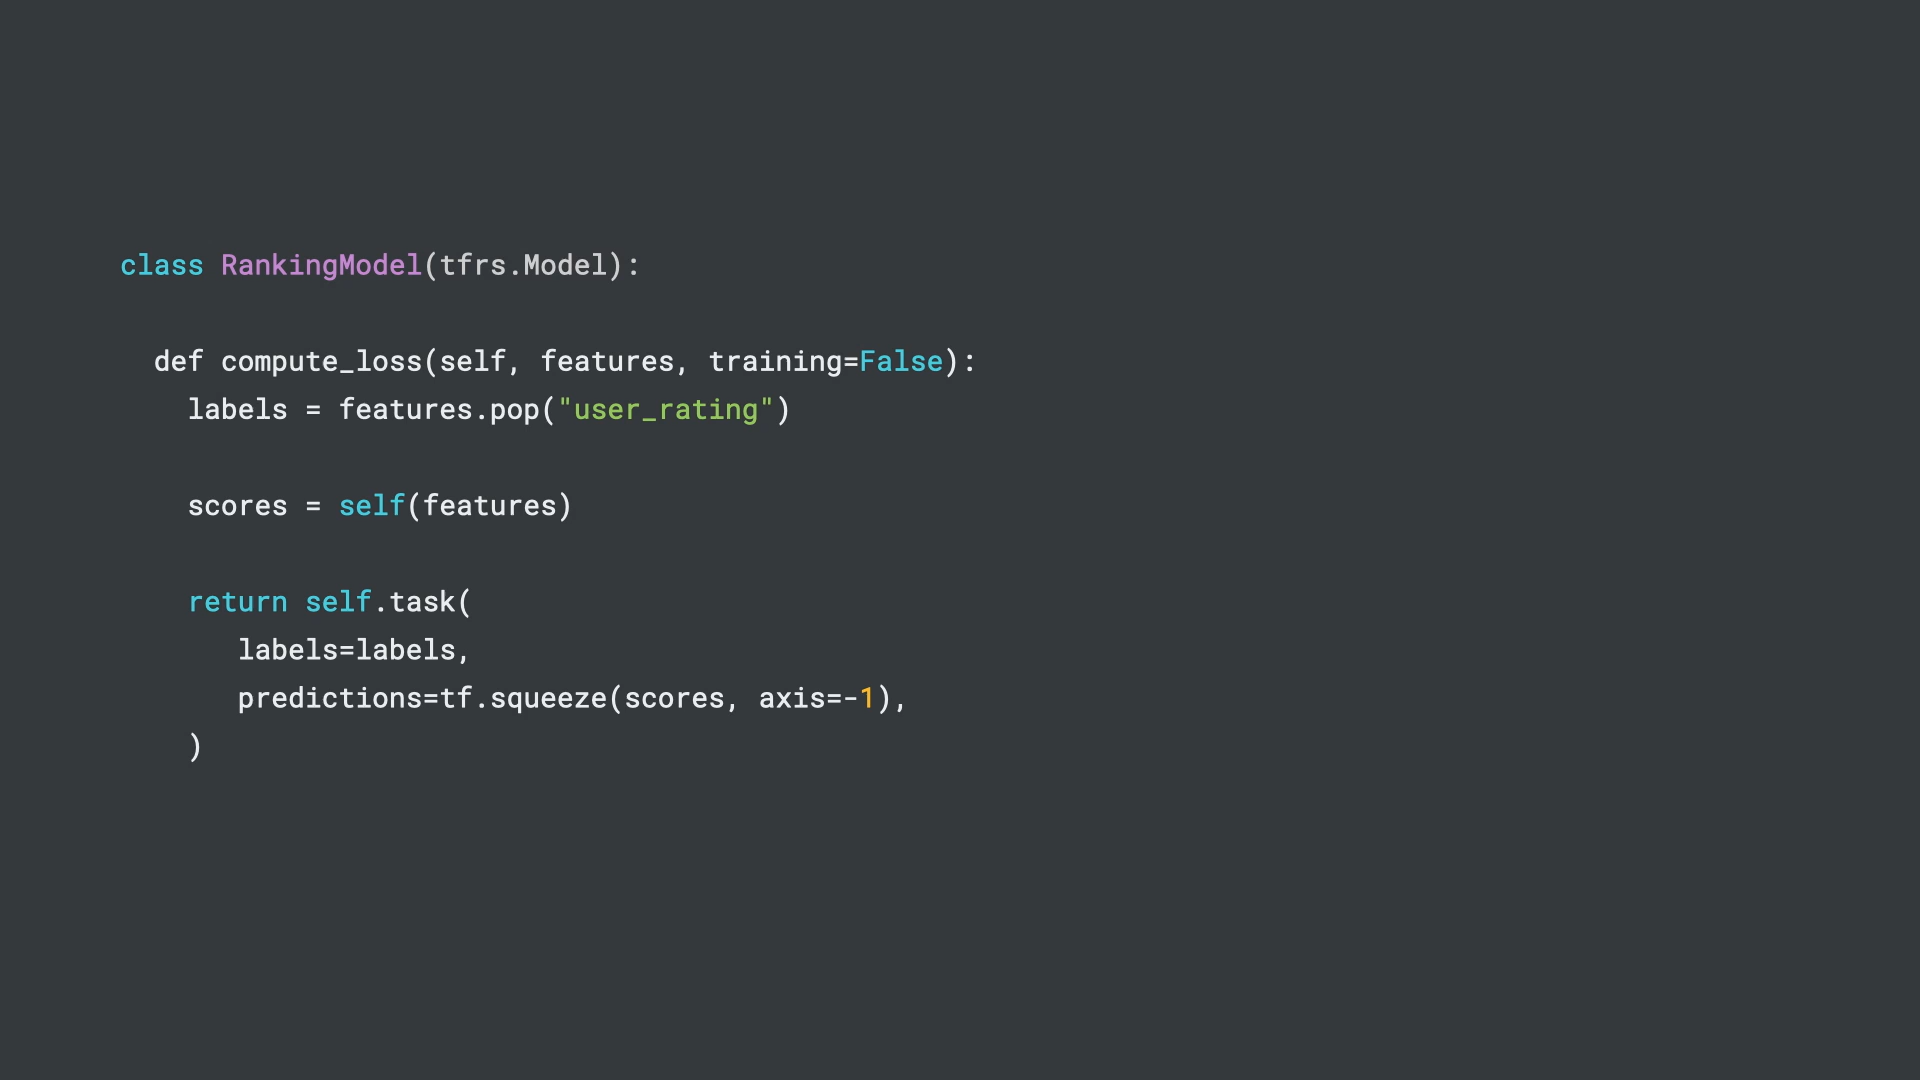 class RankingModel(tfrs.Model):
def compute_loss(self, features, training=False):
labels = features.pop("user_rating")
scores = self(features)
return self.task(
labels=labels,
predictions=tf.squeeze(scores, axis=-1),
)